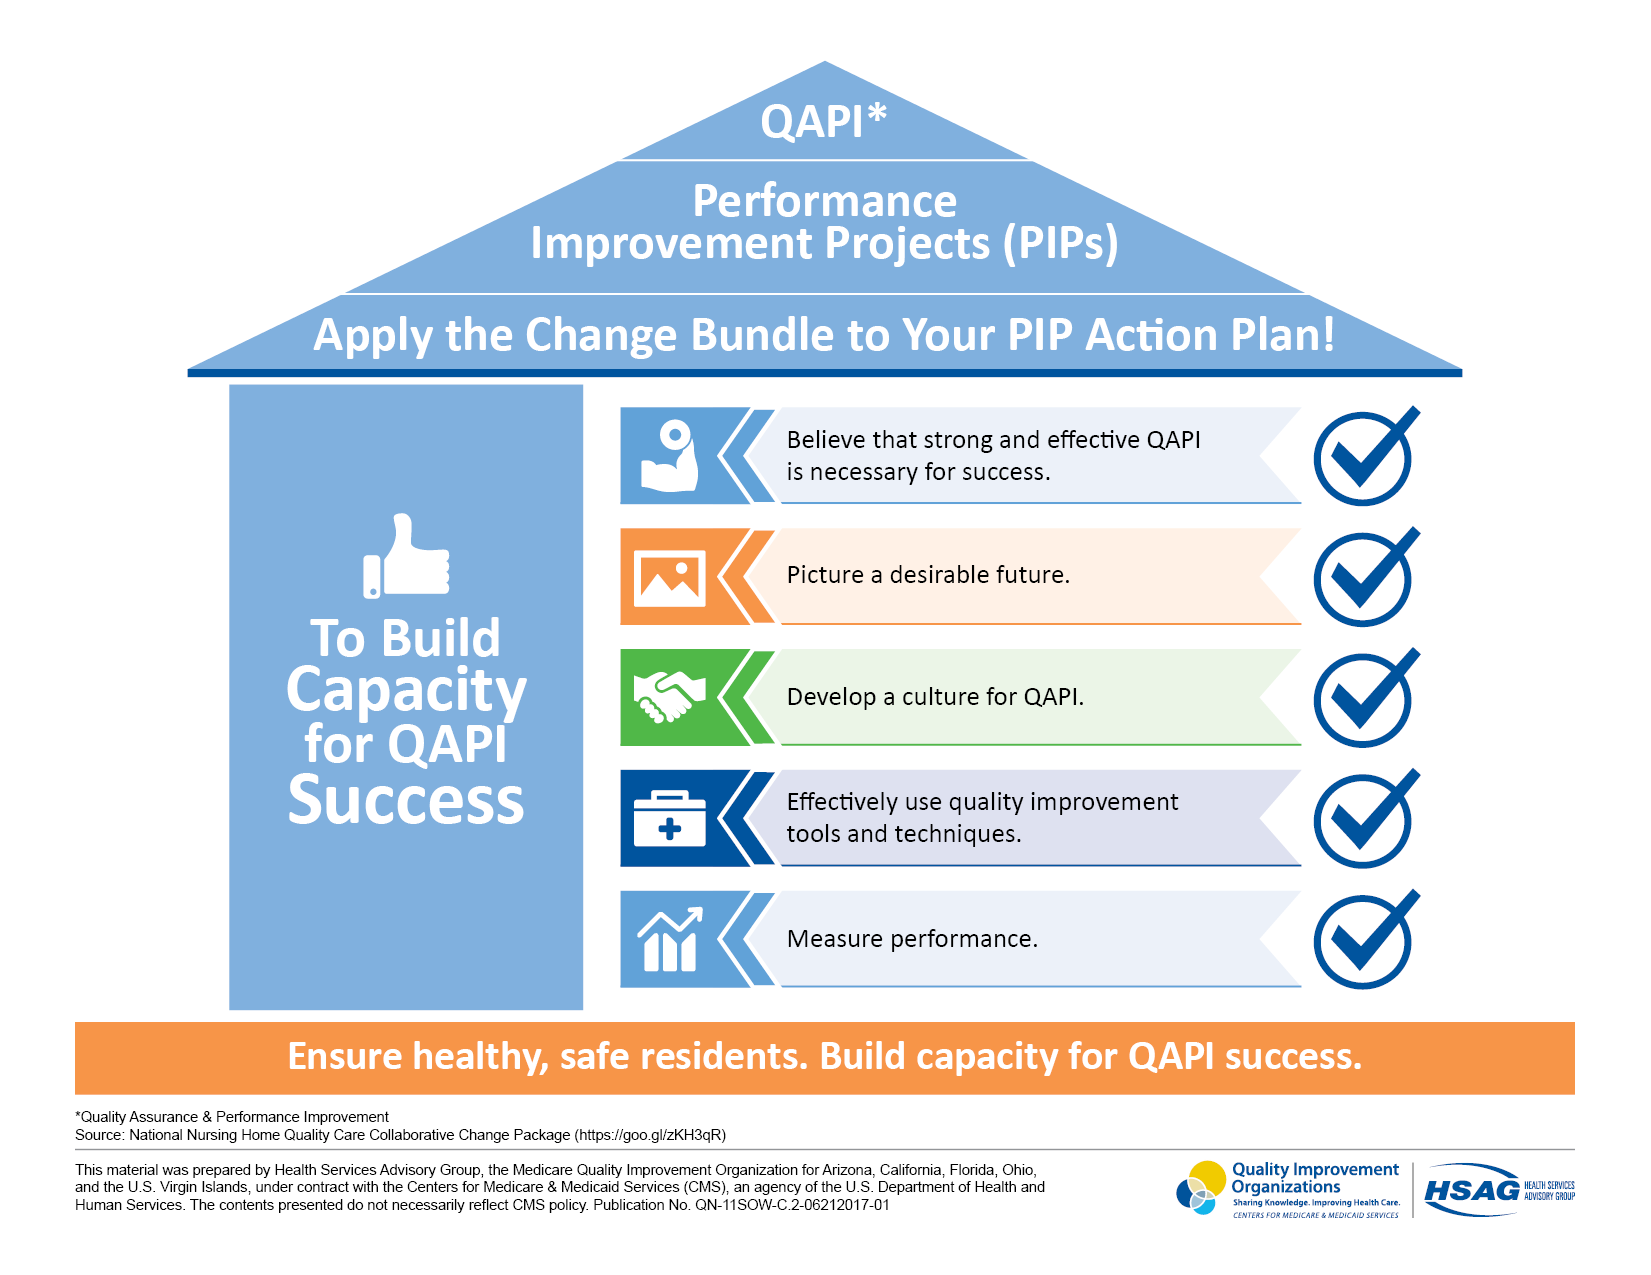 QAPI*
Performance
Improvement Projects (PIPs)
Apply the Change Bundle to Your PIP Action Plan!
To Build
Capacity
for QAPI
Success
Believe that strong and effective QAPI
is necessary for success.
Picture a desirable future.
Develop a culture for QAPI.
Effectively use quality improvement
tools and techniques.
Measure performance.
Ensure healthy, safe residents. Build capacity for QAPI success.
*Quality Assurance & Performance Improvement
Source: National Nursing Home Quality Care Collaborative Change Package (https://goo.gl/zKH3qR)
This material was prepared by Health Services Advisory Group, the Medicare Quality Improvement Organization for Arizona, California, Florida, Ohio,
and the U.S. Virgin Islands, under contract with the Centers for Medicare & Medicaid Services (CMS), an agency of the U.S. Department of Health and
Human Services. The contents presented do not necessarily reflect CMS policy. Publication No. QN-11SOW-C.2-06212017-01
Quality Improvement
Organizations
Sharing Knowledge. Improving Health Care.
CENTERS FOR MEDICARE & MEDICAID SERVICES
HSAG HEALTH SERVICES
ADVISORY GROUP